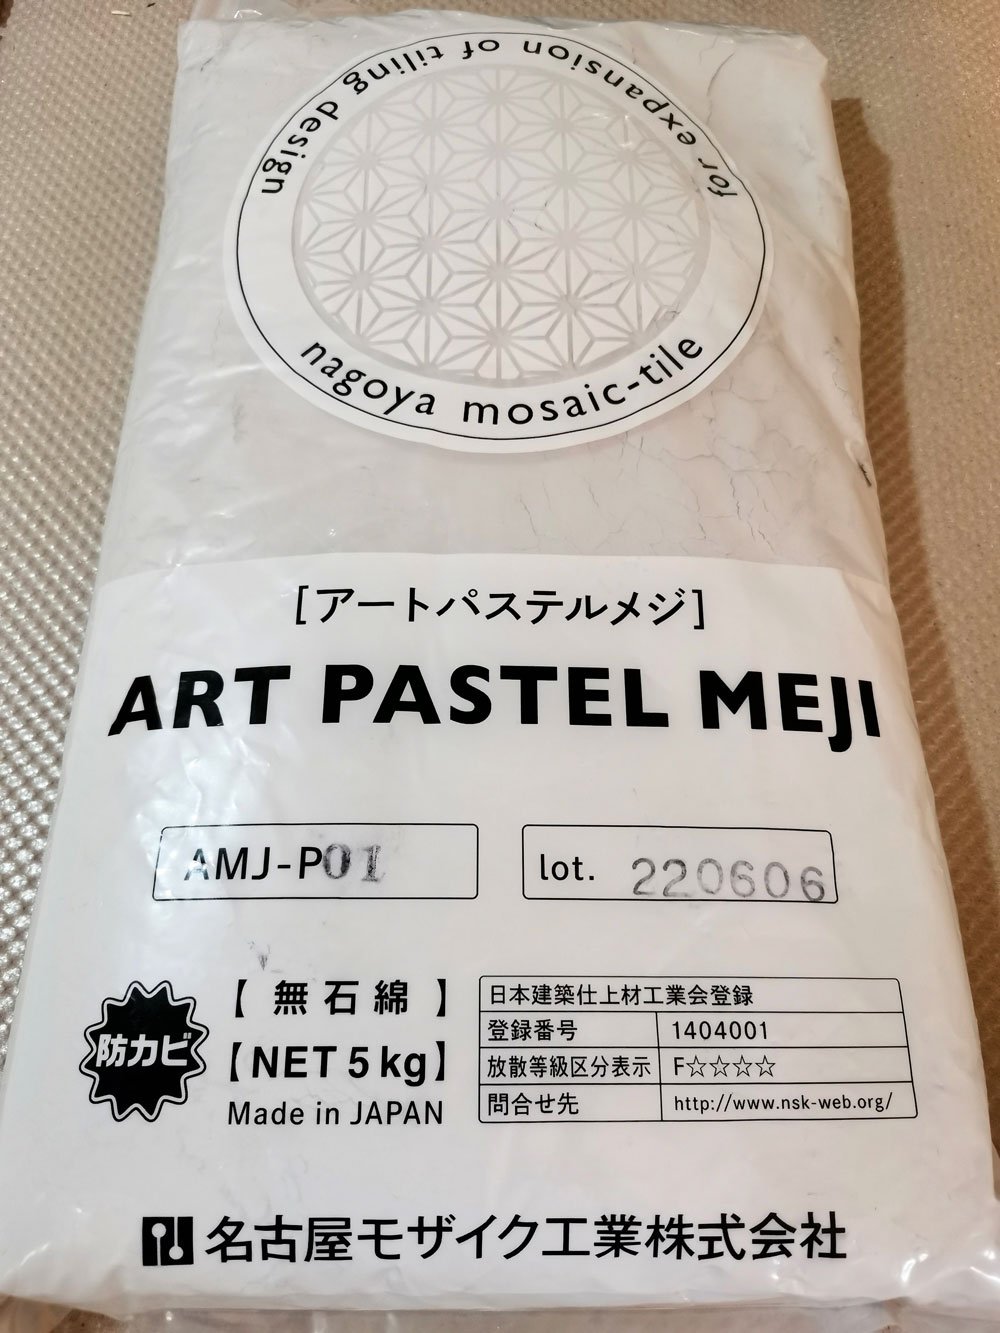 for expansion of tiling design
nagoya mosaic-tile
[アートパステルメジ]
ART PASTEL MEJI
AMJ-P01
lot. 220606
防カビ
【 無石綿 】
【NET 5kg】
Made in JAPAN
日本建築仕上材工業会登録
登録番号 1404001
放散等級区分表示 F☆☆☆☆
問合せ先 http://www.nsk-web.org/
名古屋モザイク工業株式会社